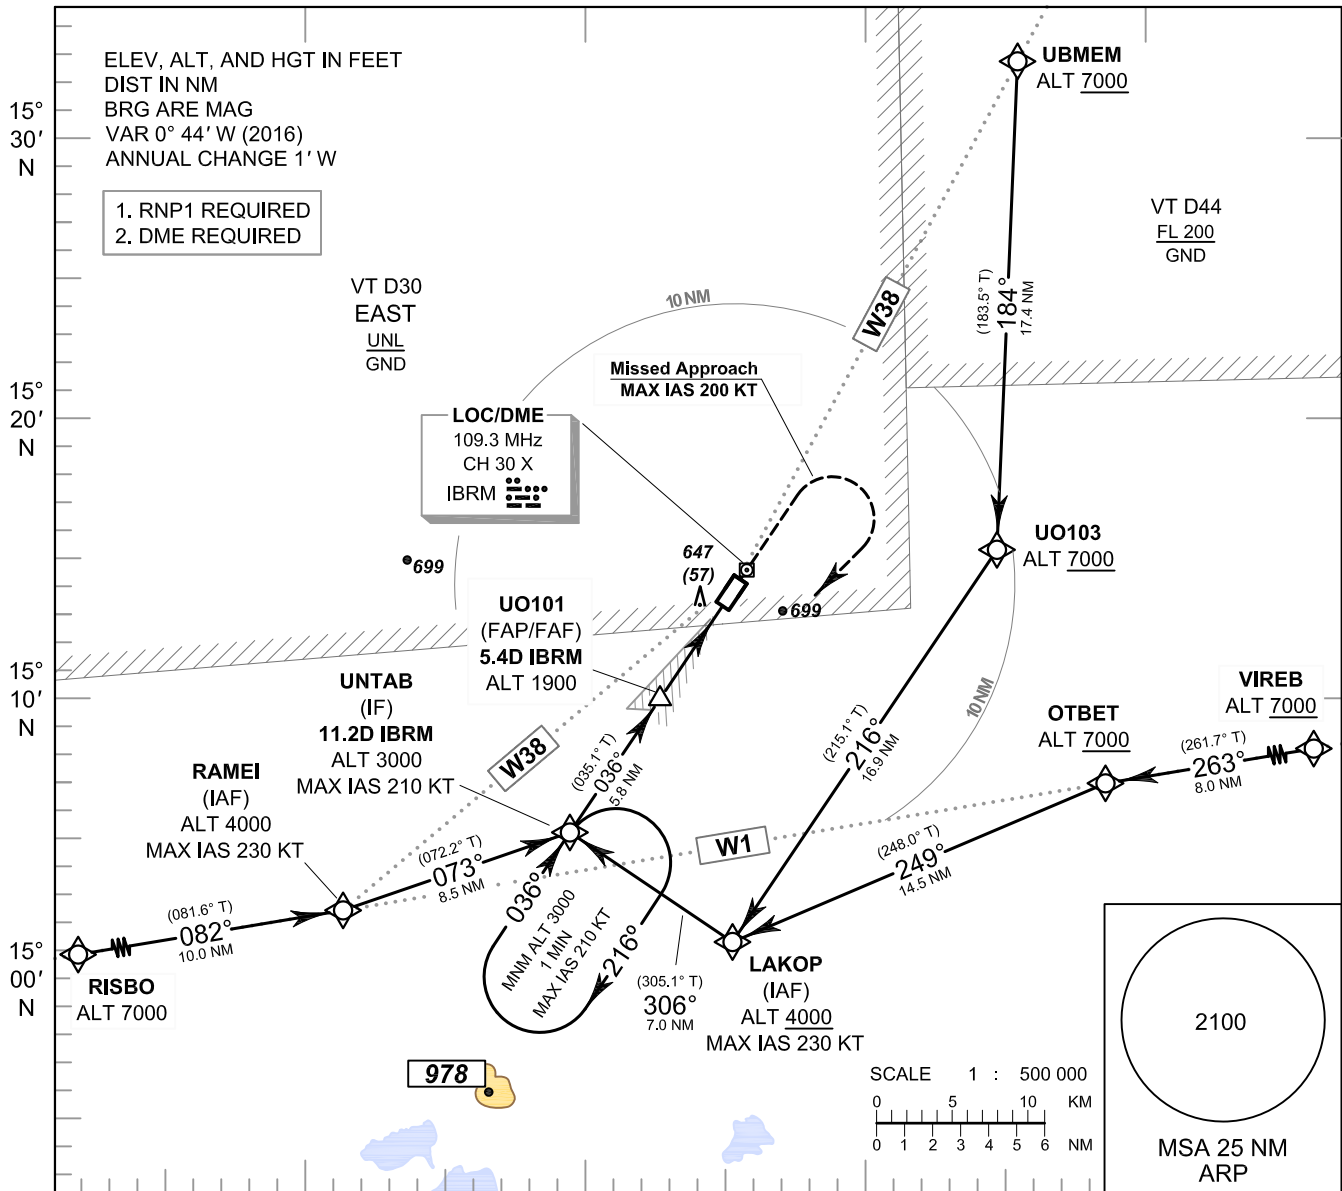 ELEV, ALT, AND HGT IN FEET
DIST IN NM
BRG ARE MAG
VAR 0° 44′ W (2016)
ANNUAL CHANGE 1′ W
1. RNP1 REQUIRED
2. DME REQUIRED
15°
30′
N
15°
20′
N
15°
10′
N
15°
00′
N
UBMEM
ALT 7000
VT D44
FL 200
GND
VT D30
EAST
UNL
GND
10 NM
W38
(183.5° T)
184°
17.4 NM
Missed Approach
MAX IAS 200 KT
LOC/DME
109.3 MHz
CH 30 X
IBRM
699
647
(57)
699
UO103
ALT 7000
UO101
(FAP/FAF)
5.4D IBRM
ALT 1900
UNTAB
(IF)
11.2D IBRM
ALT 3000
MAX IAS 210 KT
W38
(035.1° T)
036°
5.8 NM
(215.1° T)
216°
16.9 NM
10 NM
VIREB
ALT 7000
OTBET
ALT 7000
(261.7° T)
263°
8.0 NM
RAMEI
(IAF)
ALT 4000
MAX IAS 230 KT
(072.2° T)
073°
8.5 NM
W1
(248.0° T)
249°
14.5 NM
(081.6° T)
082°
10.0 NM
RISBO
ALT 7000
036°
MNM ALT 3000
1 MIN
MAX IAS 210 KT
216°
(305.1° T)
306°
7.0 NM
LAKOP
(IAF)
ALT 4000
MAX IAS 230 KT
978
SCALE 1 : 500 000
0 5 10 KM
0 1 2 3 4 5 6 NM
2100
MSA 25 NM
ARP